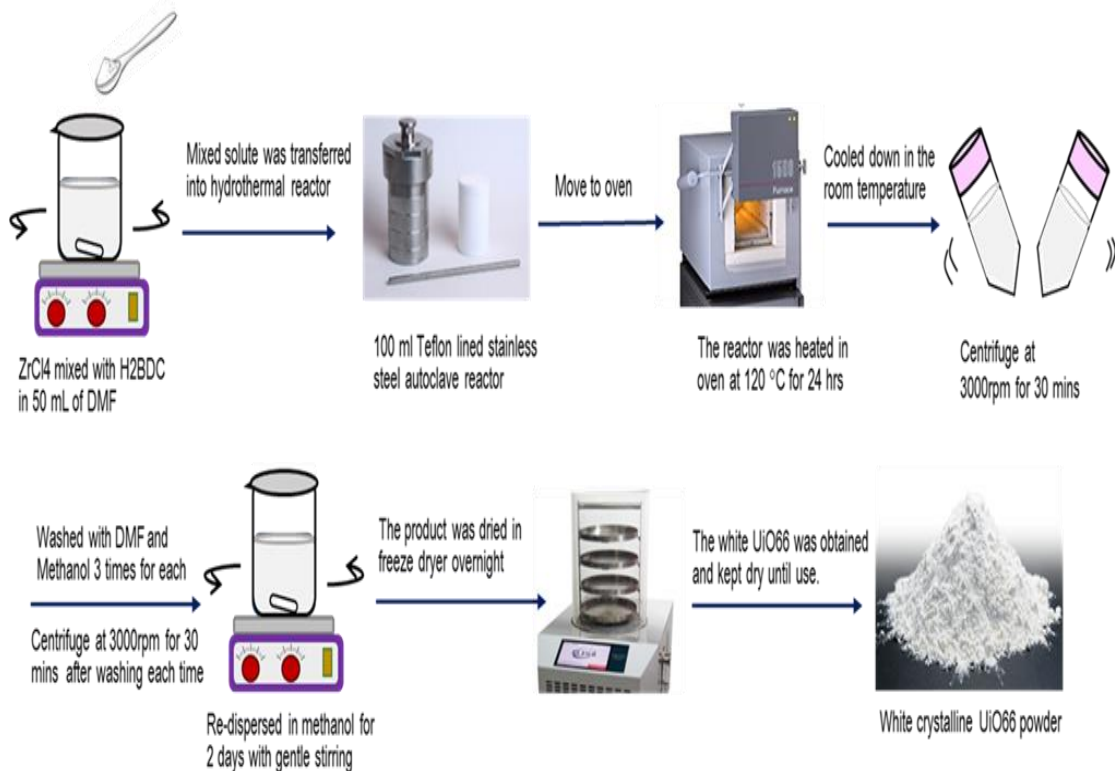 Mixed solute was transferred
into hydrothermal reactor
Move to oven
Cooled down in the
room temperature
1600
Furnace
ZrCl4 mixed with H2BDC
in 50 mL of DMF
100 ml Teflon lined stainless
steel autoclave reactor
The reactor was heated in
oven at 120 °C for 24 hrs
Centrifuge at
3000rpm for 30 mins
Washed with DMF and
Methanol 3 times for each
Centrifuge at 3000rpm for 30
mins after washing each time
The product was dried in
freeze dryer overnight
The white UiO66 was obtained
and kept dry until use.
Re-dispersed in methanol for
2 days with gentle stirring
White crystalline UiO66 powder